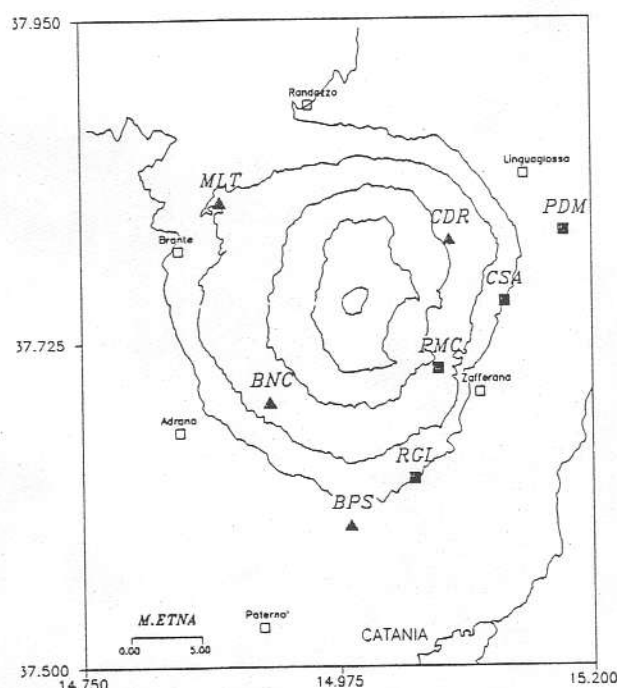 37.950
Randazzo
Linguaglossa
MLT
CDR
PDM
Bronte
CSA
37.725
PMC
BNC
Zafferana
Adrano
RGL
BPS
M.ETNA
Paterno'
CATANIA
0.00 5.00
37.500
14.750 14.975 15.200